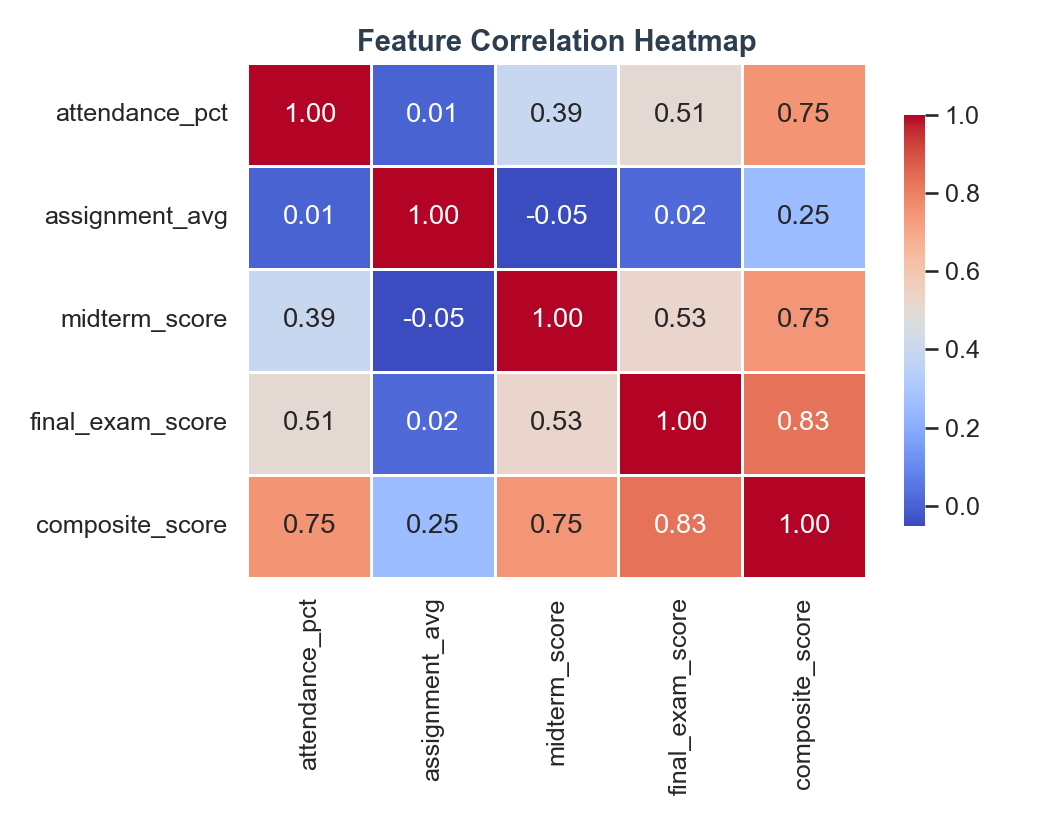 Feature Correlation Heatmap
attendance_pct 1.00 0.01 0.39 0.51 0.75
assignment_avg 0.01 1.00 -0.05 0.02 0.25
midterm_score 0.39 -0.05 1.00 0.53 0.75
final_exam_score 0.51 0.02 0.53 1.00 0.83
composite_score 0.75 0.25 0.75 0.83 1.00
attendance_pct
assignment_avg
midterm_score
final_exam_score
composite_score
1.0
0.8
0.6
0.4
0.2
0.0